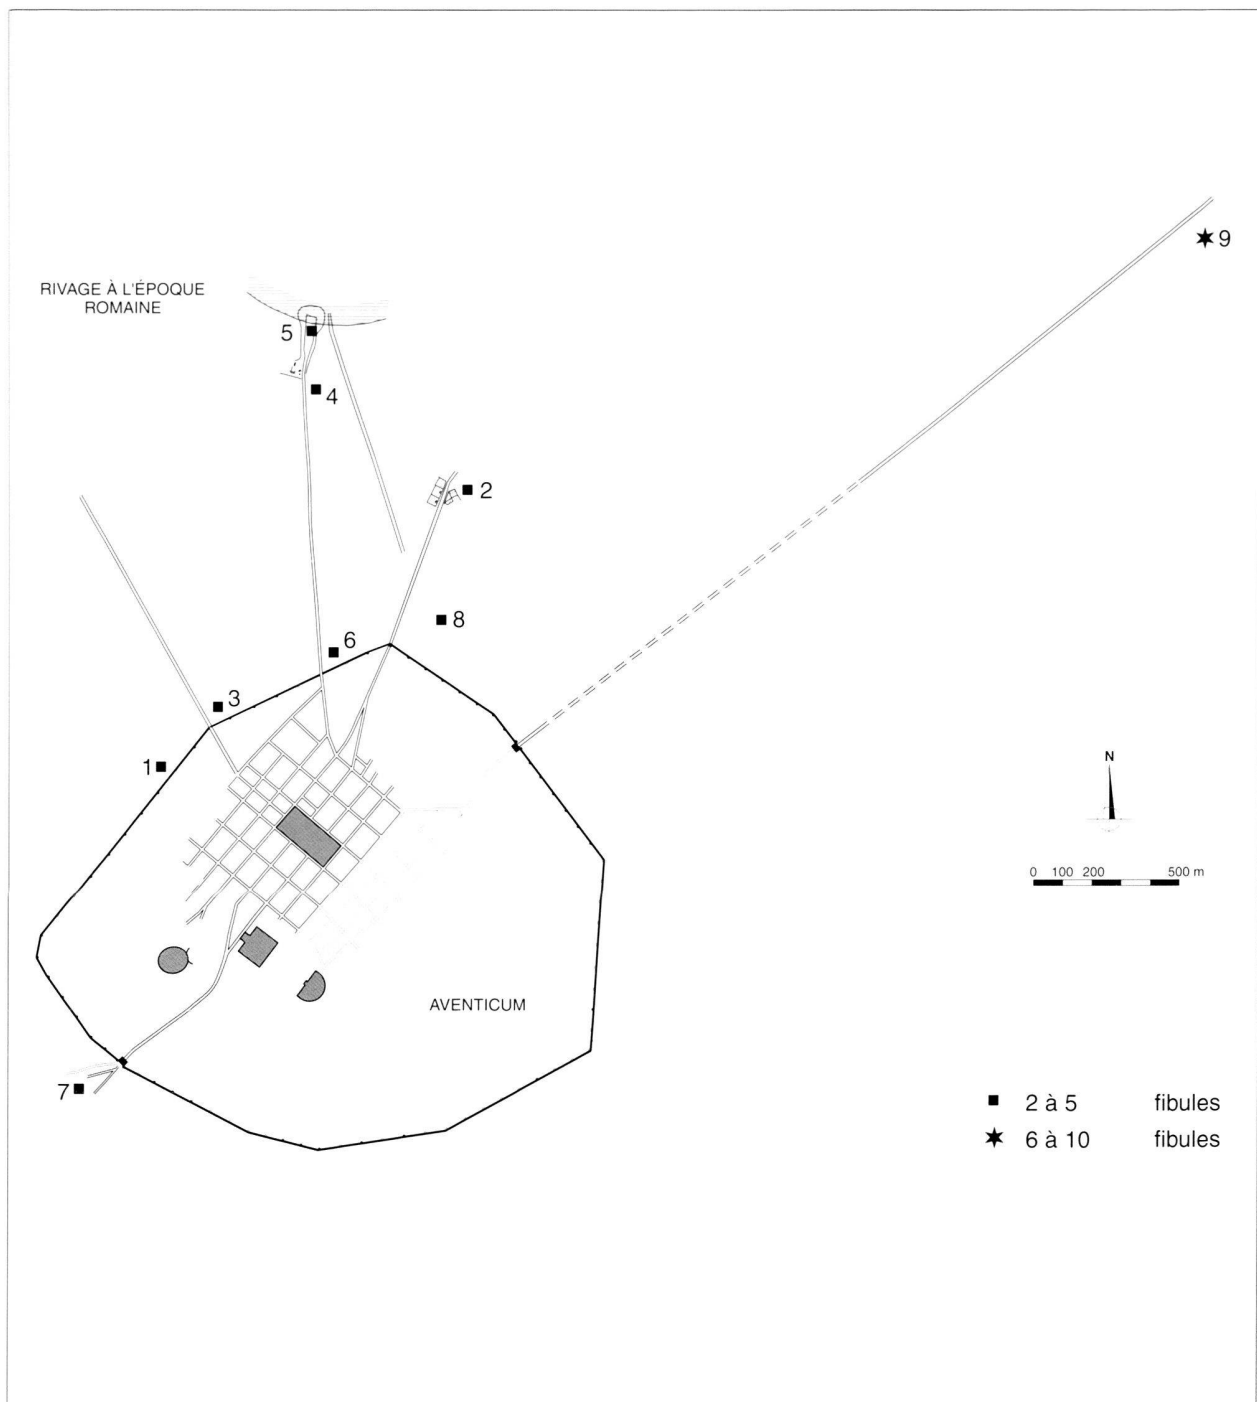 9
RIVAGE À L'ÉPOQUE
ROMAINE
5
4
2
8
6
3
1
N
0 100 200 500 m
AVENTICUM
7
2 à 5 fibules
6 à 10 fibules